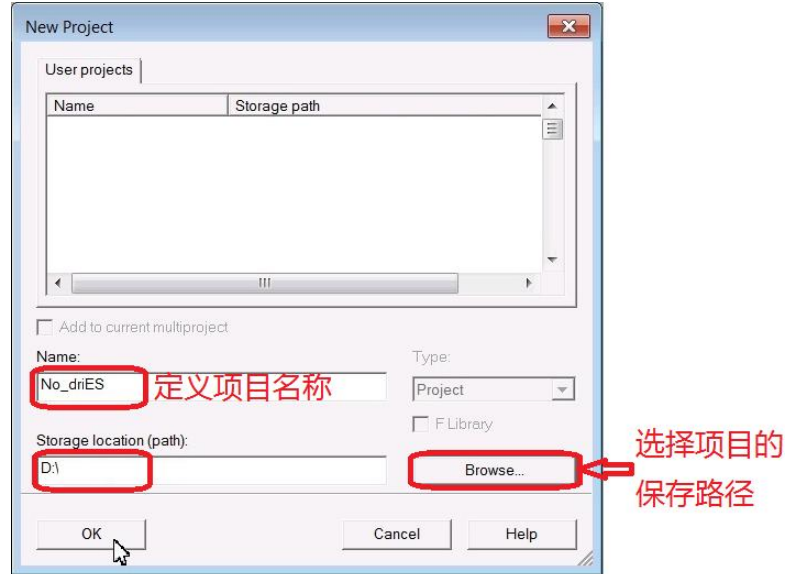 New Project
User projects
Name Storage path
Add to current multiproject
Name: Type:
No_driES 定义项目名称 Project
F Library
Storage location (path):
D:\ Browse... 选择项目的
保存路径
OK Cancel Help